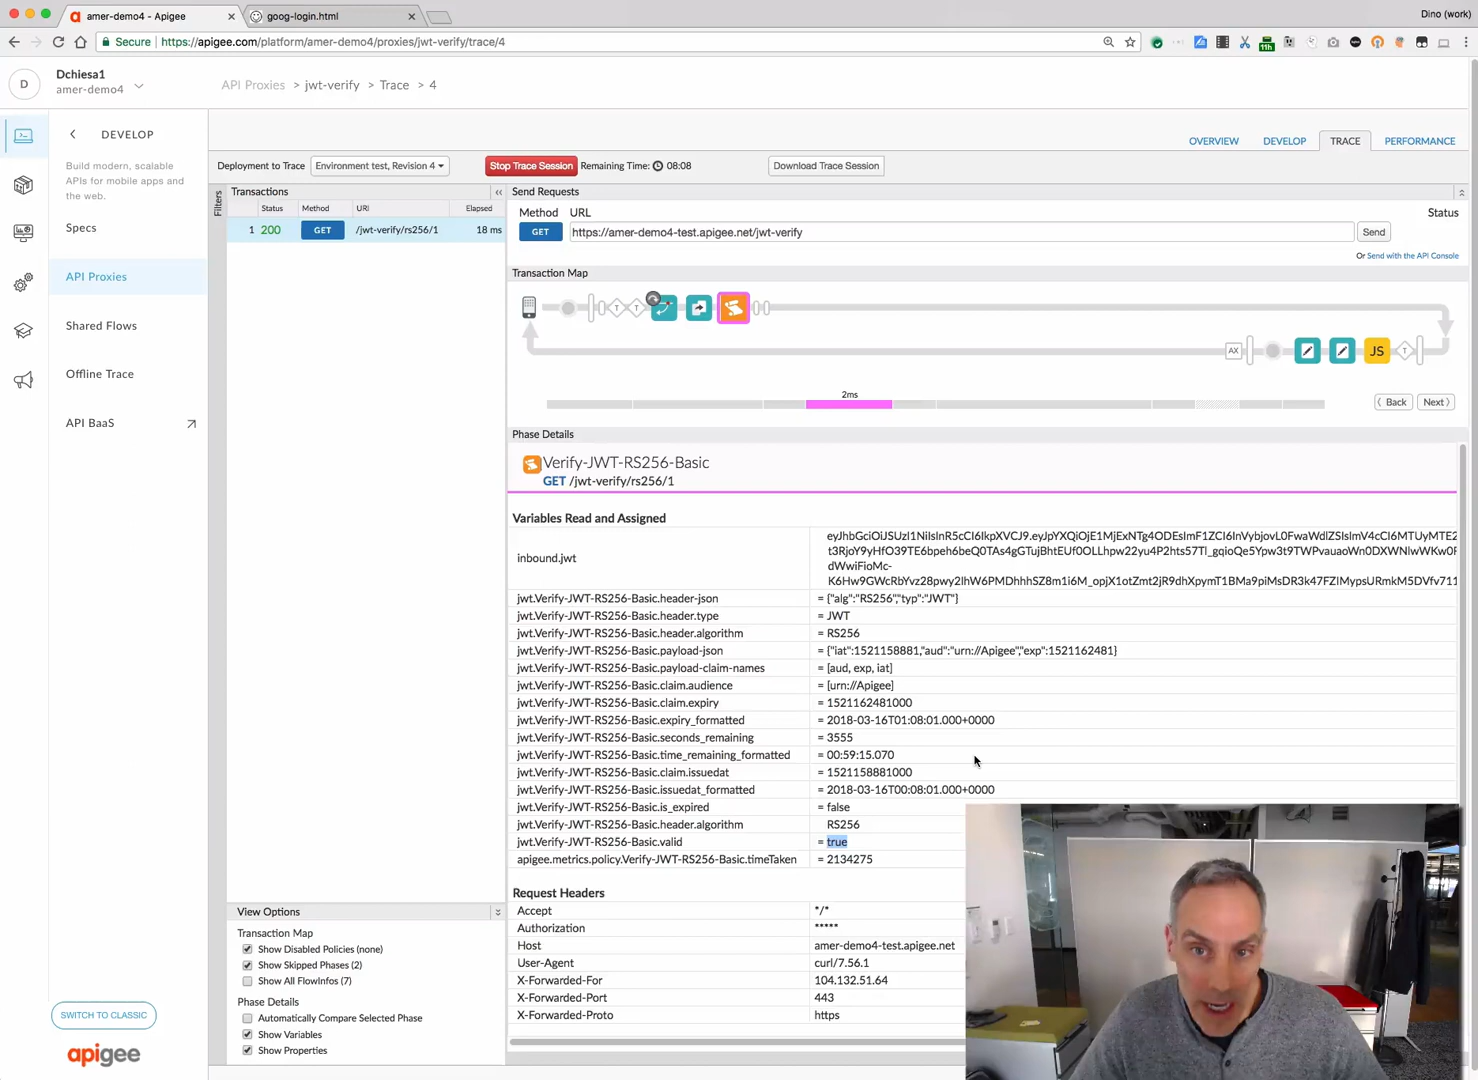 amer-demo4 - Apigee
goog-login.html
Dino (work)
Secure
https://apigee.com/platform/amer-demo4/proxies/jwt-verify/trace/4
11h
D
Dchiesa1
amer-demo4
API Proxies > jwt-verify > Trace > 4
DEVELOP
Build modern, scalable
APIs for mobile apps and
the web.
Specs
API Proxies
Shared Flows
Offline Trace
API BaaS
SWITCH TO CLASSIC
apigee
OVERVIEW
DEVELOP
TRACE
PERFORMANCE
Deployment to Trace
Environment test, Revision 4
Stop Trace Session
Remaining Time: 08:08
Download Trace Session
Filters
Transactions
Status Method URI Elapsed
1 200 GET /jwt-verify/rs256/1 18 ms
View Options
Transaction Map
Show Disabled Policies (none)
Show Skipped Phases (2)
Show All FlowInfos (7)
Phase Details
Automatically Compare Selected Phase
Show Variables
Show Properties
Send Requests
Method URL Status
GET https://amer-demo4-test.apigee.net/jwt-verify Send
Or Send with the API Console
Transaction Map
T T
AX JS T
2ms
Back Next
Phase Details
Verify-JWT-RS256-Basic
GET /jwt-verify/rs256/1
Variables Read and Assigned
inbound.jwt
jwt.Verify-JWT-RS256-Basic.header-json = {"alg":"RS256","typ":"JWT"}
jwt.Verify-JWT-RS256-Basic.header.type = JWT
jwt.Verify-JWT-RS256-Basic.header.algorithm = RS256
jwt.Verify-JWT-RS256-Basic.payload-json = {"iat":1521158881,"aud":"urn://Apigee","exp":1521162481}
jwt.Verify-JWT-RS256-Basic.payload-claim-names = [aud, exp, iat]
jwt.Verify-JWT-RS256-Basic.claim.audience = [urn://Apigee]
jwt.Verify-JWT-RS256-Basic.claim.expiry = 1521162481000
jwt.Verify-JWT-RS256-Basic.expiry_formatted = 2018-03-16T01:08:01.000+0000
jwt.Verify-JWT-RS256-Basic.seconds_remaining = 3555
jwt.Verify-JWT-RS256-Basic.time_remaining_formatted = 00:59:15.070
jwt.Verify-JWT-RS256-Basic.claim.issuedat = 1521158881000
jwt.Verify-JWT-RS256-Basic.issuedat_formatted = 2018-03-16T00:08:01.000+0000
jwt.Verify-JWT-RS256-Basic.is_expired = false
jwt.Verify-JWT-RS256-Basic.header.algorithm RS256
jwt.Verify-JWT-RS256-Basic.valid = true
apigee.metrics.policy.Verify-JWT-RS256-Basic.timeTaken = 2134275
Request Headers
Accept */*
Authorization *****
Host amer-demo4-test.apigee.net
User-Agent curl/7.56.1
X-Forwarded-For 104.132.51.64
X-Forwarded-Port 443
X-Forwarded-Proto https